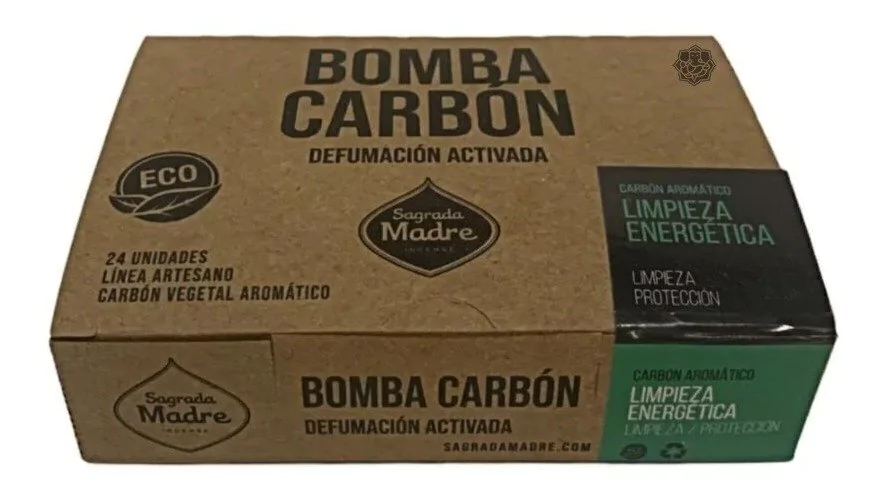 BOMBA
CARBÓN
DEFUMACIÓN ACTIVADA
ECO
Sagrada
Madre
INCENSE
24 UNIDADES
LÍNEA ARTESANO
CARBÓN VEGETAL AROMÁTICO
CARBÓN AROMÁTICO
LIMPIEZA
ENERGÉTICA
LIMPIEZA
PROTECCIÓN
Sagrada
Madre
INCENSE
BOMBA CARBÓN
DEFUMACIÓN ACTIVADA
SAGRADAMADRE.COM
CARBÓN AROMÁTICO
LIMPIEZA
ENERGÉTICA
LIMPIEZA / PROTECCIÓN